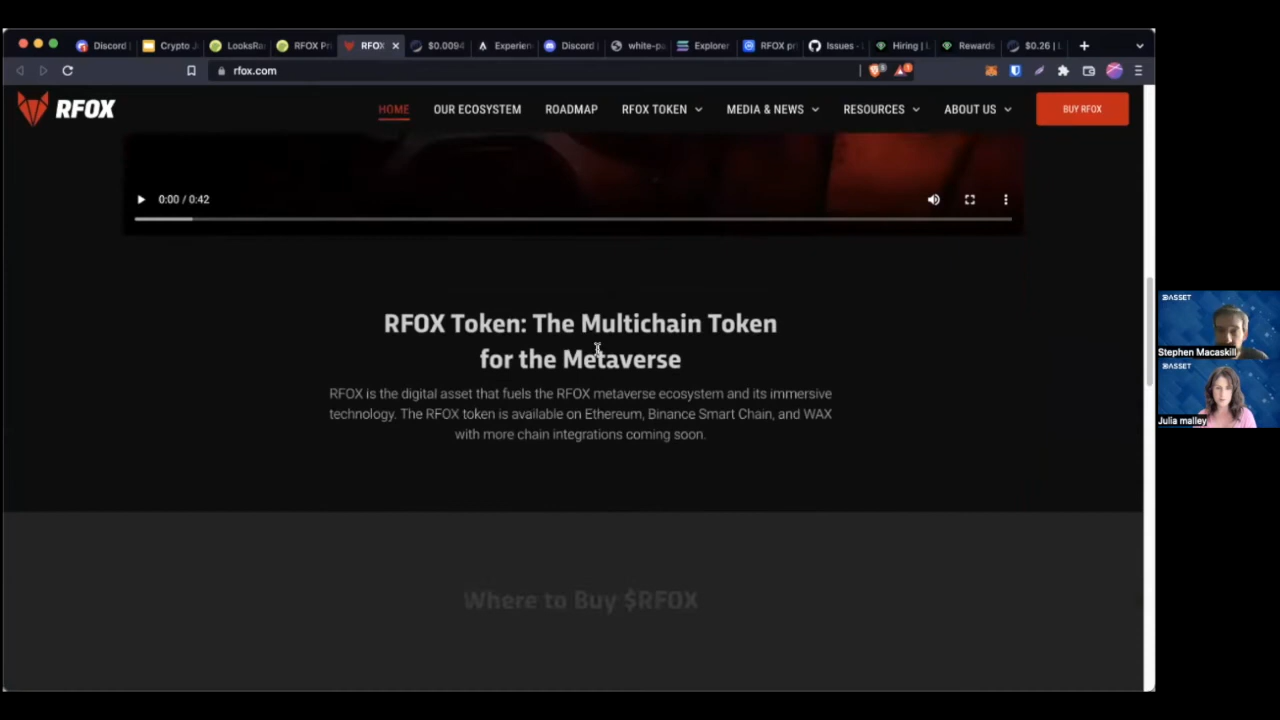 Discord |
Crypto J
LooksRa
RFOX Pri
RFOX
$0.0094
Experien
Discord |
white-pa
Explorer
RFOX pr
Issues - L
Hiring | L
Rewards
$0.26 | L
rfox.com
RFOX
HOME
OUR ECOSYSTEM
ROADMAP
RFOX TOKEN
MEDIA & NEWS
RESOURCES
ABOUT US
BUY RFOX
0:00 / 0:42
RFOX Token: The Multichain Token
for the Metaverse
RFOX is the digital asset that fuels the RFOX metaverse ecosystem and its immersive
technology. The RFOX token is available on Ethereum, Binance Smart Chain, and WAX
with more chain integrations coming soon.
Where to Buy $RFOX
ASSET
Stephen Macaskill
ASSET
Julia malley